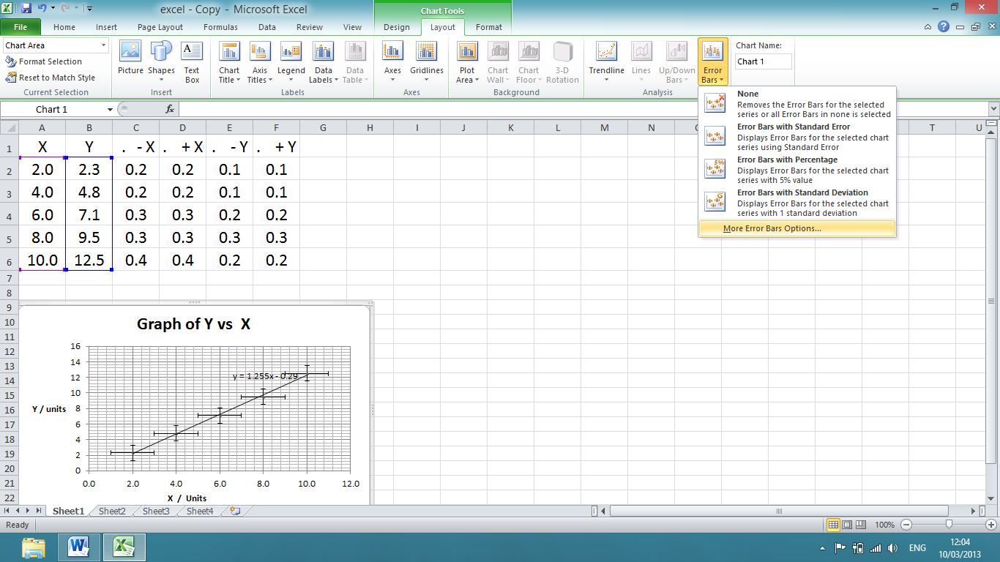 excel - Copy - Microsoft Excel
Chart Tools
File Home Insert Page Layout Formulas Data Review View Design Layout Format
Chart Area
Format Selection
Reset to Match Style
Current Selection
Picture Shapes Text Box
Insert
Chart Title Axis Titles Legend Data Labels Data Table
Labels
Axes Gridlines
Axes
Plot Area Chart Wall Chart Floor 3-D Rotation
Background
Trendline Lines Up/Down Bars Error Bars
Analysis
Chart Name:
Chart 1
None
Removes the Error Bars for the selected
series or all Error Bars in none is selected
Error Bars with Standard Error
Displays Error Bars for the selected chart
series using Standard Error
5%
Error Bars with Percentage
Displays Error Bars for the selected chart
series with 5% value
Error Bars with Standard Deviation
Displays Error Bars for the selected chart
series with 1 standard deviation
More Error Bars Options...
Chart 1 fx
A B C D E F G H I J K L M N T U
1 X Y . - X . + X . - Y . + Y
2 2.0 2.3 0.2 0.2 0.1 0.1
3 4.0 4.8 0.2 0.2 0.1 0.1
4 6.0 7.1 0.3 0.3 0.2 0.2
5 8.0 9.5 0.3 0.3 0.3 0.3
6 10.0 12.5 0.4 0.4 0.2 0.2
7
8
9
10
11
12
13
14
15
16
17
18
19
20
21
22
Graph of Y vs X
16
14
12
10
8
6
4
2
0
y = 1.255x - 0.29
Y / units
0.0 2.0 4.0 6.0 8.0 10.0 12.0
X / Units
Sheet1 Sheet2 Sheet3 Sheet4
Ready
100%
ENG
12:04
10/03/2013